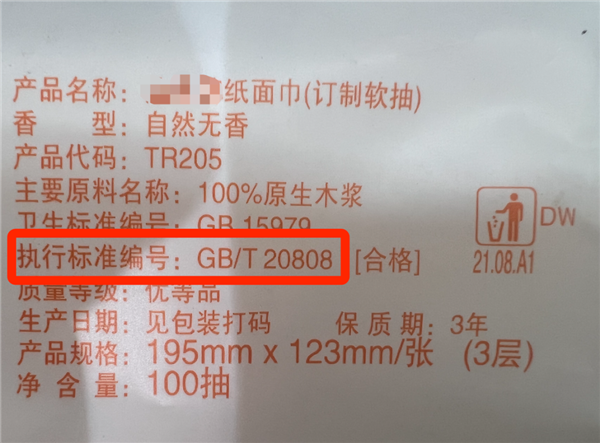 产品名称：纸面巾(订制软抽)
香 型：自然无香
产品代码：TR205
主要原料名称：100%原生木浆
卫生标准编号：GB 15979
执行标准编号：GB/T 20808 [合格]
质量等级：优等品
生产日期：见包装打码 保 质 期：3年
产品规格：195mm x 123mm/张 (3层)
净 含 量：100抽
DW
21.08.A1